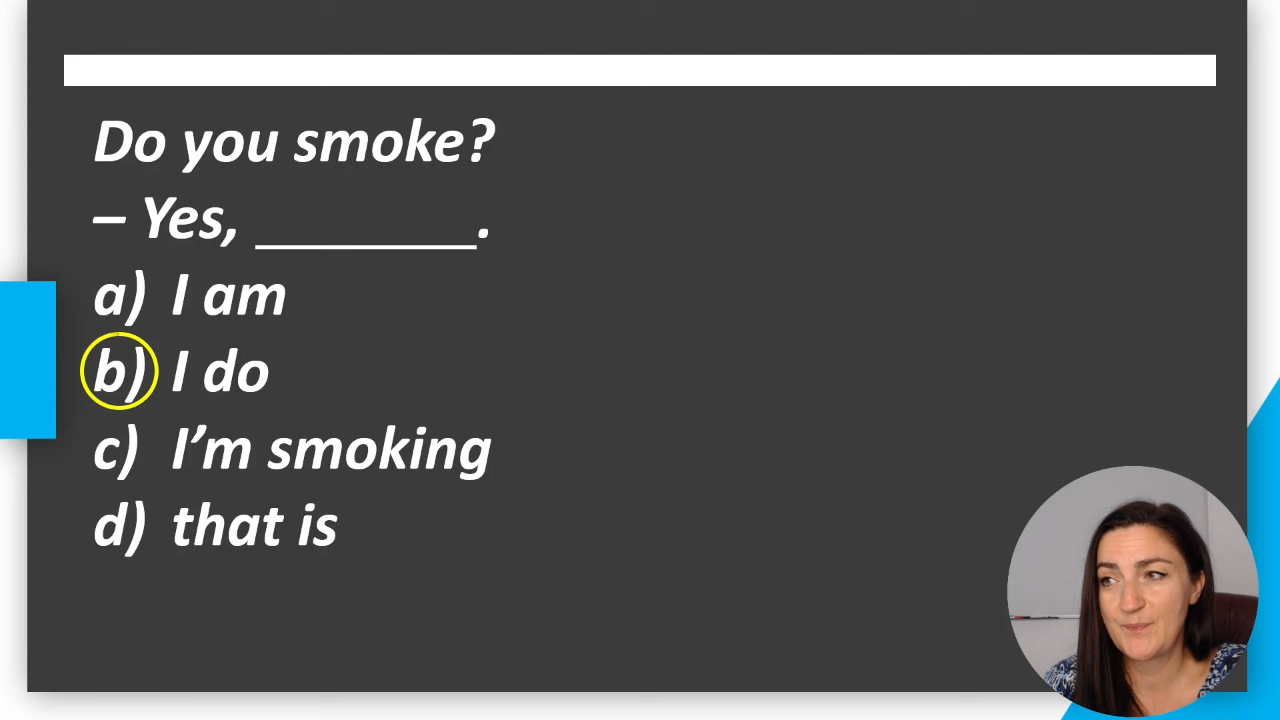 Do you smoke?
– Yes, ________.
a) I am
b) I do
c) I’m smoking
d) that is